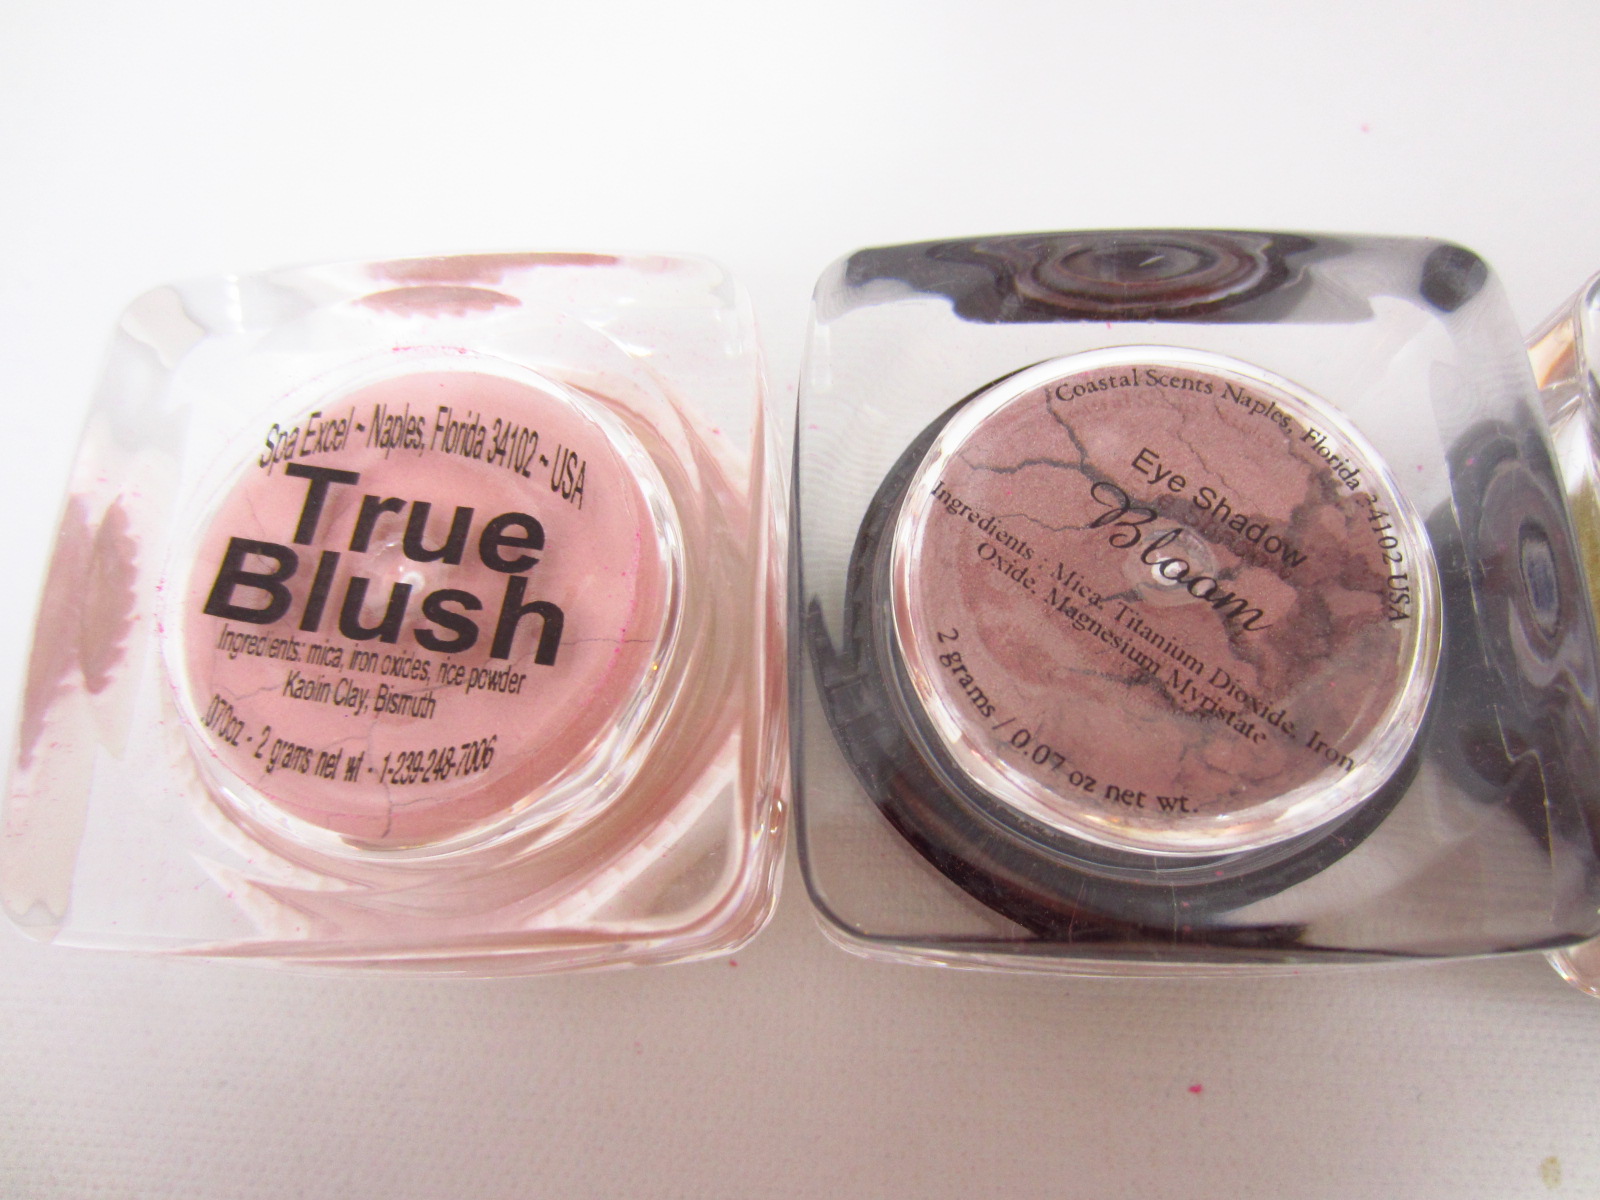 Spa Excel ~ Naples, Florida 34102 ~ USA
True
Blush
Ingredients: mica, iron oxides, rice powder
Kaolin Clay, Bismuth
.070oz - 2 grams net wt - 1-239-248-7006
Coastal Scents Naples, Florida 34102 USA
Eye Shadow
Bloom
Ingredients : Mica, Titanium Dioxide, Iron
Oxide, Magnesium Myristate
2 grams / 0.07 oz net wt.